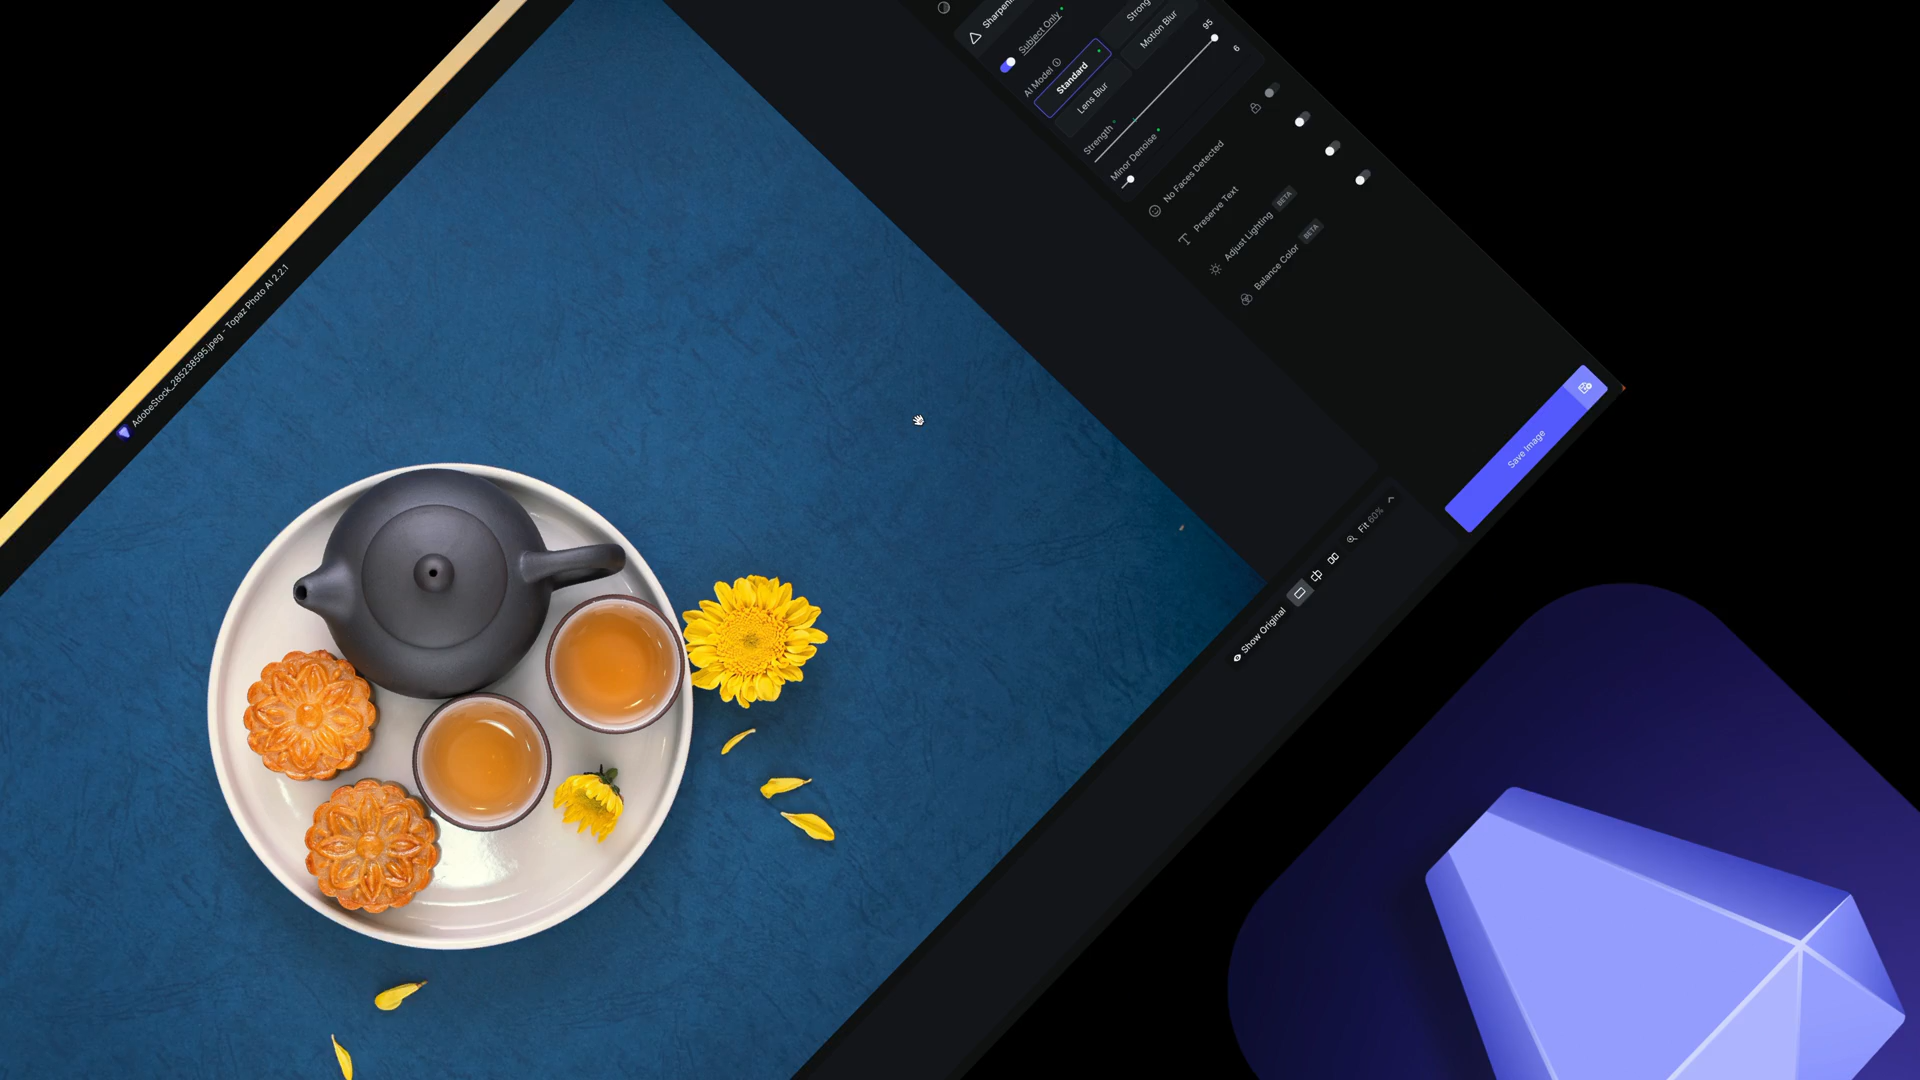 AdobeStock_285238595.jpeg - Topaz Photo AI 2.2.1
Subject Only
AI Model
Standard
Strong
Lens Blur
Motion Blur
Strength
95
Minor Denoise
6
No Faces Detected
Preserve Text
Adjust Lighting BETA
Balance Color BETA
Save Image
Show Original
Fit 60%